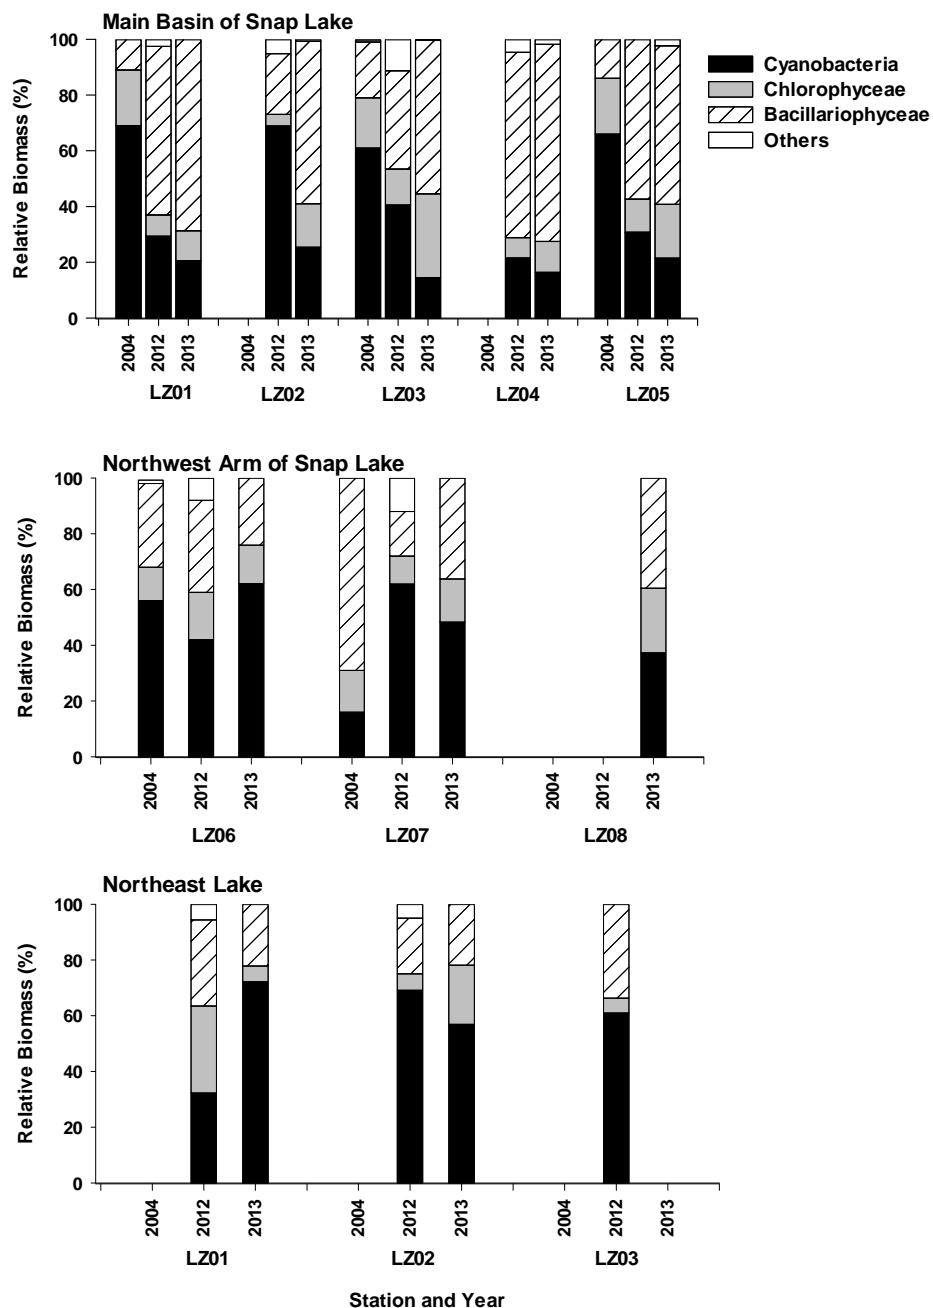 Main Basin of Snap Lake
Relative Biomass (%)
100
80
60
40
20
0
Cyanobacteria
Chlorophyceae
Bacillariophyceae
Others
2004 2012 2013 2004 2012 2013 2004 2012 2013 2004 2012 2013 2004 2012 2013
LZ01 LZ02 LZ03 LZ04 LZ05
Northwest Arm of Snap Lake
Relative Biomass (%)
100
80
60
40
20
0
2004 2012 2013 2004 2012 2013 2004 2012 2013
LZ06 LZ07 LZ08
Northeast Lake
Relative Biomass (%)
100
80
60
40
20
0
2004 2012 2013 2004 2012 2013 2004 2012 2013
LZ01 LZ02 LZ03
Station and Year